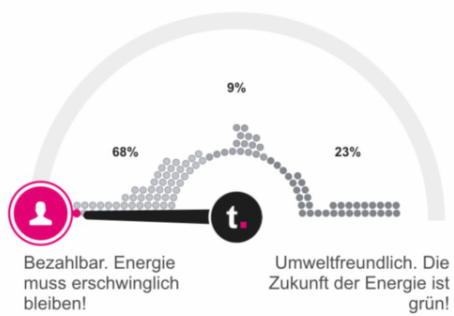 9%
68%
23%
t.
Bezahlbar. Energie
muss erschwinglich
bleiben!
Umweltfreundlich. Die
Zukunft der Energie ist
grün!